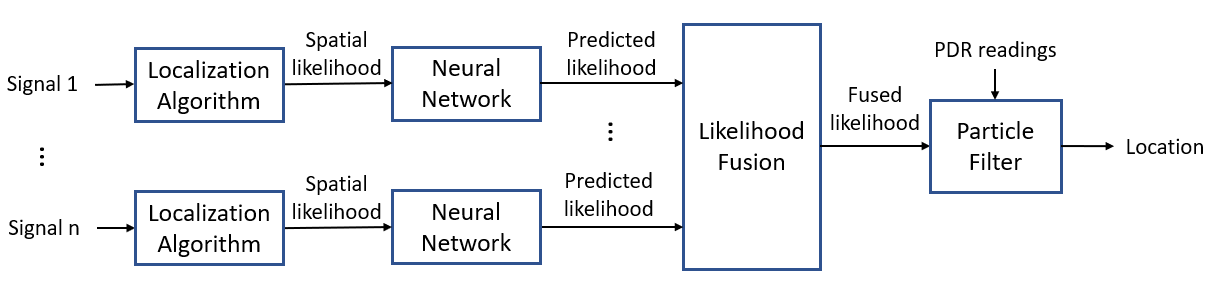 Signal 1
Localization
Algorithm
Spatial
likelihood
Neural
Network
Predicted
likelihood
Signal n
Localization
Algorithm
Spatial
likelihood
Neural
Network
Predicted
likelihood
Likelihood
Fusion
Fused
likelihood
PDR readings
Particle
Filter
Location